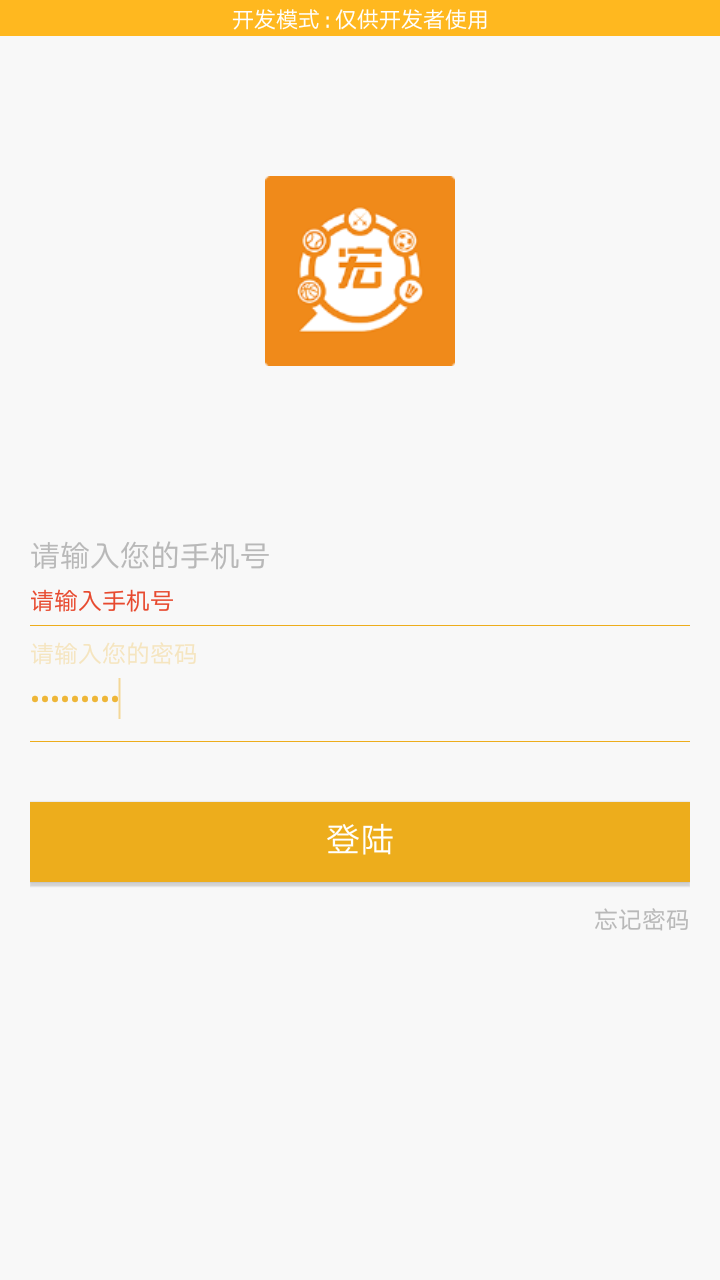 开发模式 : 仅供开发者使用
宏
请输入您的手机号
请输入手机号
请输入您的密码
•••••••••
登陆
忘记密码